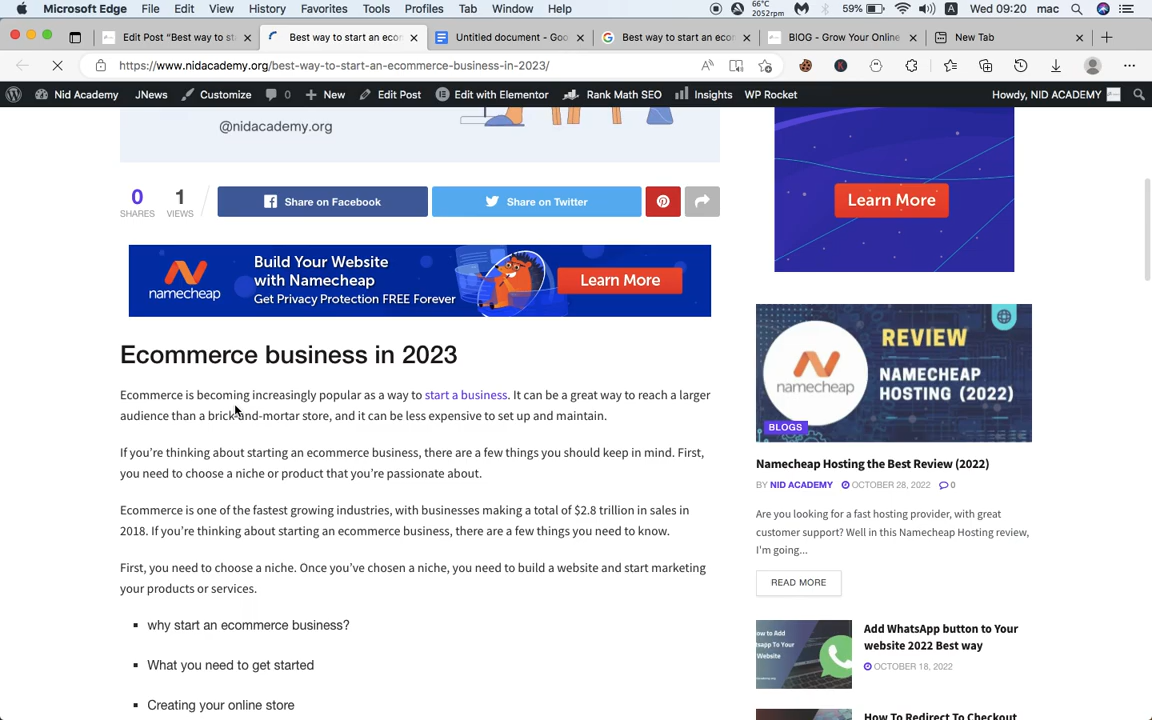 Microsoft Edge File Edit View History Favorites Tools Profiles Tab Window Help 66°C 2052rpm A 59% Wed 09:20 mac
Edit Post “Best way to st
Best way to start an ecor
Untitled document - Goo
Best way to start an ecor
BlOG - Grow Your Online
New Tab
https://www.nidacademy.org/best-way-to-start-an-ecommerce-business-in-2023/
Nid Academy JNews Customize 0 New Edit Post Edit with Elementor Rank Math SEO Insights WP Rocket Howdy, NID ACADEMY
@nidacademy.org
Learn More
0 SHARES
1 VIEWS
Share on Facebook
Share on Twitter
namecheap
Build Your Website
with Namecheap
Get Privacy Protection FREE Forever
Learn More
Ecommerce business in 2023
Ecommerce is becoming increasingly popular as a way to start a business. It can be a great way to reach a larger
audience than a brick-and-mortar store, and it can be less expensive to set up and maintain.
If you’re thinking about starting an ecommerce business, there are a few things you should keep in mind. First,
you need to choose a niche or product that you’re passionate about.
Ecommerce is one of the fastest growing industries, with businesses making a total of $2.8 trillion in sales in
2018. If you’re thinking about starting an ecommerce business, there are a few things you need to know.
First, you need to choose a niche. Once you’ve chosen a niche, you need to build a website and start marketing
your products or services.
why start an ecommerce business?
What you need to get started
Creating your online store
REVIEW
NAMECHEAP
HOSTING (2022)
namecheap
BLOGS
Namecheap Hosting the Best Review (2022)
BY NID ACADEMY OCTOBER 28, 2022 0
Are you looking for a fast hosting provider, with great
customer support? Well in this Namecheap Hosting review,
I'm going...
READ MORE
ow to Add
tsApp To Your
Website
Add WhatsApp button to Your
website 2022 Best way
OCTOBER 18, 2022
How To Redirect To Checkout